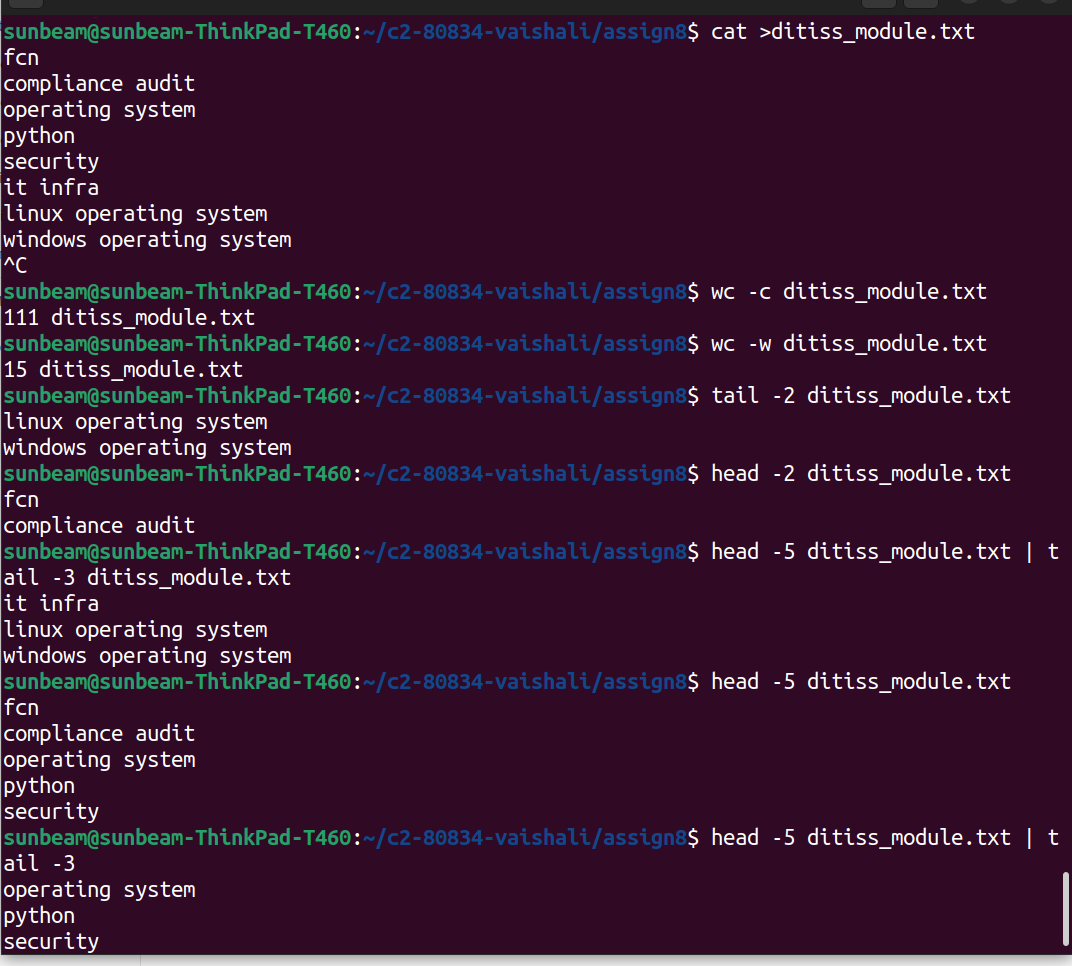 sunbeam@sunbeam-ThinkPad-T460:~/c2-80834-vaishali/assign8$ cat >ditiss_module.txt
fcn
compliance audit
operating system
python
security
it infra
linux operating system
windows operating system
^C
sunbeam@sunbeam-ThinkPad-T460:~/c2-80834-vaishali/assign8$ wc -c ditiss_module.txt
111 ditiss_module.txt
sunbeam@sunbeam-ThinkPad-T460:~/c2-80834-vaishali/assign8$ wc -w ditiss_module.txt
15 ditiss_module.txt
sunbeam@sunbeam-ThinkPad-T460:~/c2-80834-vaishali/assign8$ tail -2 ditiss_module.txt
linux operating system
windows operating system
sunbeam@sunbeam-ThinkPad-T460:~/c2-80834-vaishali/assign8$ head -2 ditiss_module.txt
fcn
compliance audit
sunbeam@sunbeam-ThinkPad-T460:~/c2-80834-vaishali/assign8$ head -5 ditiss_module.txt | t
ail -3 ditiss_module.txt
it infra
linux operating system
windows operating system
sunbeam@sunbeam-ThinkPad-T460:~/c2-80834-vaishali/assign8$ head -5 ditiss_module.txt
fcn
compliance audit
operating system
python
security
sunbeam@sunbeam-ThinkPad-T460:~/c2-80834-vaishali/assign8$ head -5 ditiss_module.txt | t
ail -3
operating system
python
security